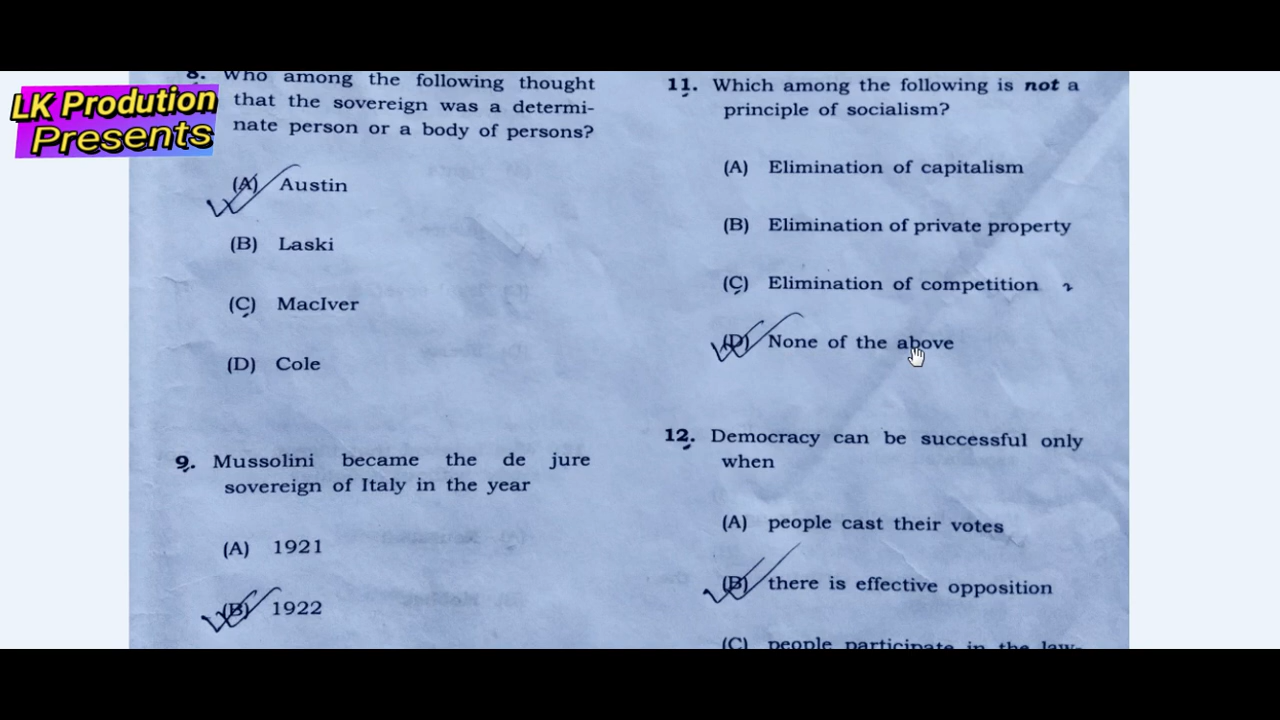 LK Prodution
Presents
8. Who among the following thought
that the sovereign was a determi-
nate person or a body of persons?
(A) Austin
(B) Laski
(C) MacIver
(D) Cole
9. Mussolini became the de jure
sovereign of Italy in the year
(A) 1921
(B) 1922
11. Which among the following is not a
principle of socialism?
(A) Elimination of capitalism
(B) Elimination of private property
(C) Elimination of competition
(D) None of the above
12. Democracy can be successful only
when
(A) people cast their votes
(B) there is effective opposition
(C) people participate in the law-